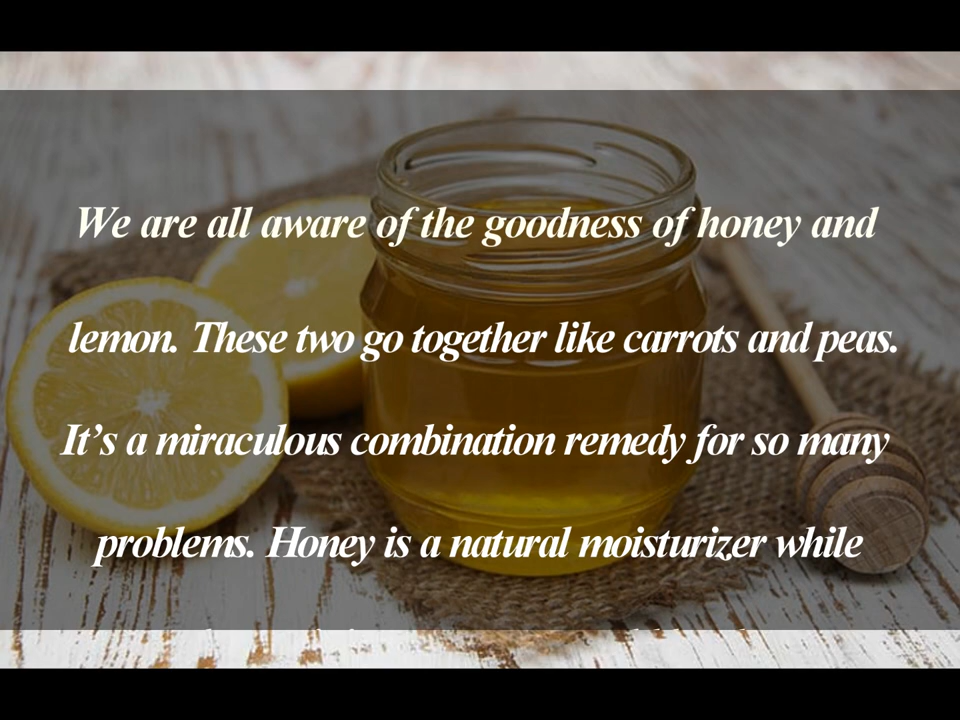 We are all aware of the goodness of honey and
lemon. These two go together like carrots and peas.
It’s a miraculous combination remedy for so many
problems. Honey is a natural moisturizer while